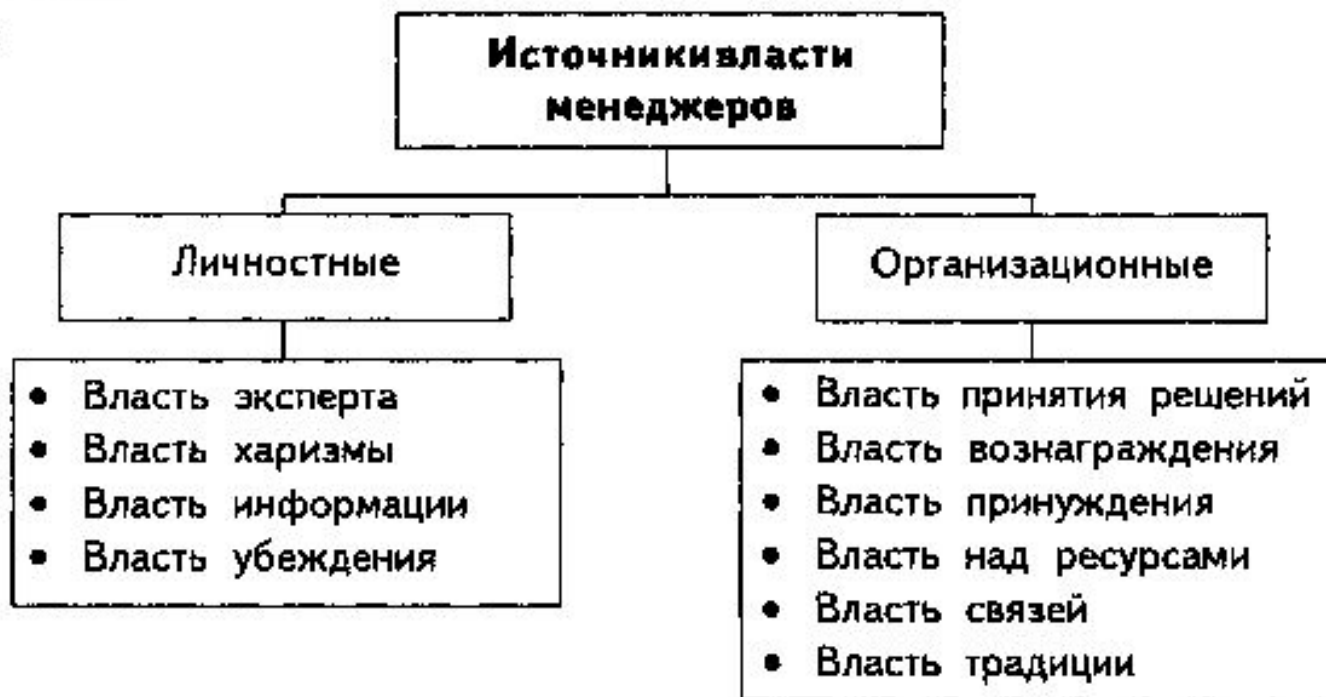 Источникивласти
менеджеров
Личностные
Организационные
• Власть эксперта
• Власть харизмы
• Власть информации
• Власть убеждения
• Власть принятия решений
• Власть вознаграждения
• Власть принуждения
• Власть над ресурсами
• Власть связей
• Власть традиции